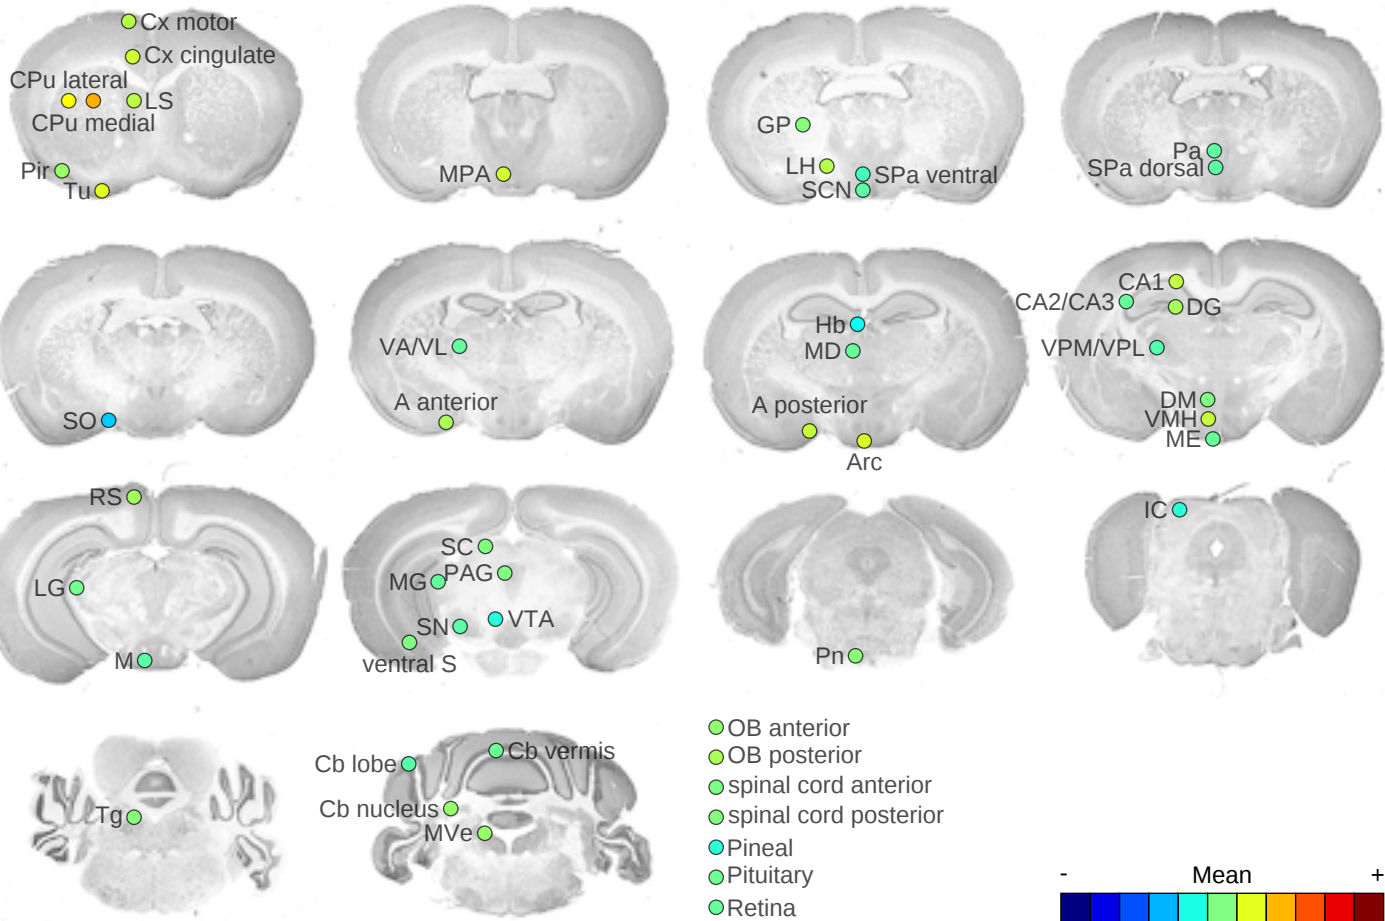 Cx motor
Cx cingulate
CPu lateral
LS
CPu medial
Pir
Tu
MPA
GP
LH
SPa ventral
SCN
Pa
SPa dorsal
SO
VA/VL
A anterior
Hb
MD
A posterior
Arc
CA1
CA2/CA3
DG
VPM/VPL
DM
VMH
ME
RS
LG
M
SC
PAG
MG
VTA
SN
ventral S
Pn
IC
Tg
Cb vermis
Cb lobe
Cb nucleus
MVe
OB anterior
OB posterior
spinal cord anterior
spinal cord posterior
Pineal
Pituitary
Retina
- Mean +